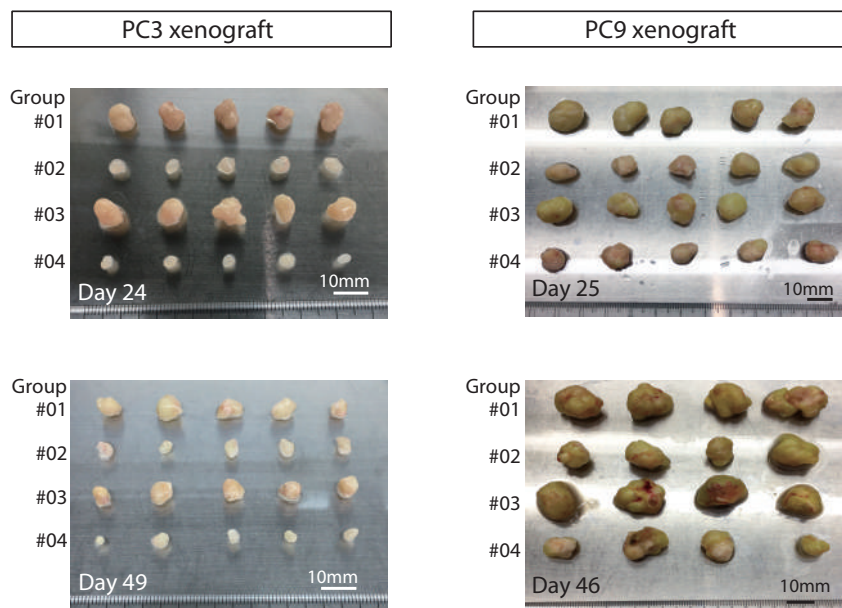 PC3 xenograft
Group
#01
#02
#03
#04
Day 24
10mm
Group
#01
#02
#03
#04
Day 49
10mm
PC9 xenograft
Group
#01
#02
#03
#04
Day 25
10mm
Group
#01
#02
#03
#04
Day 46
10mm